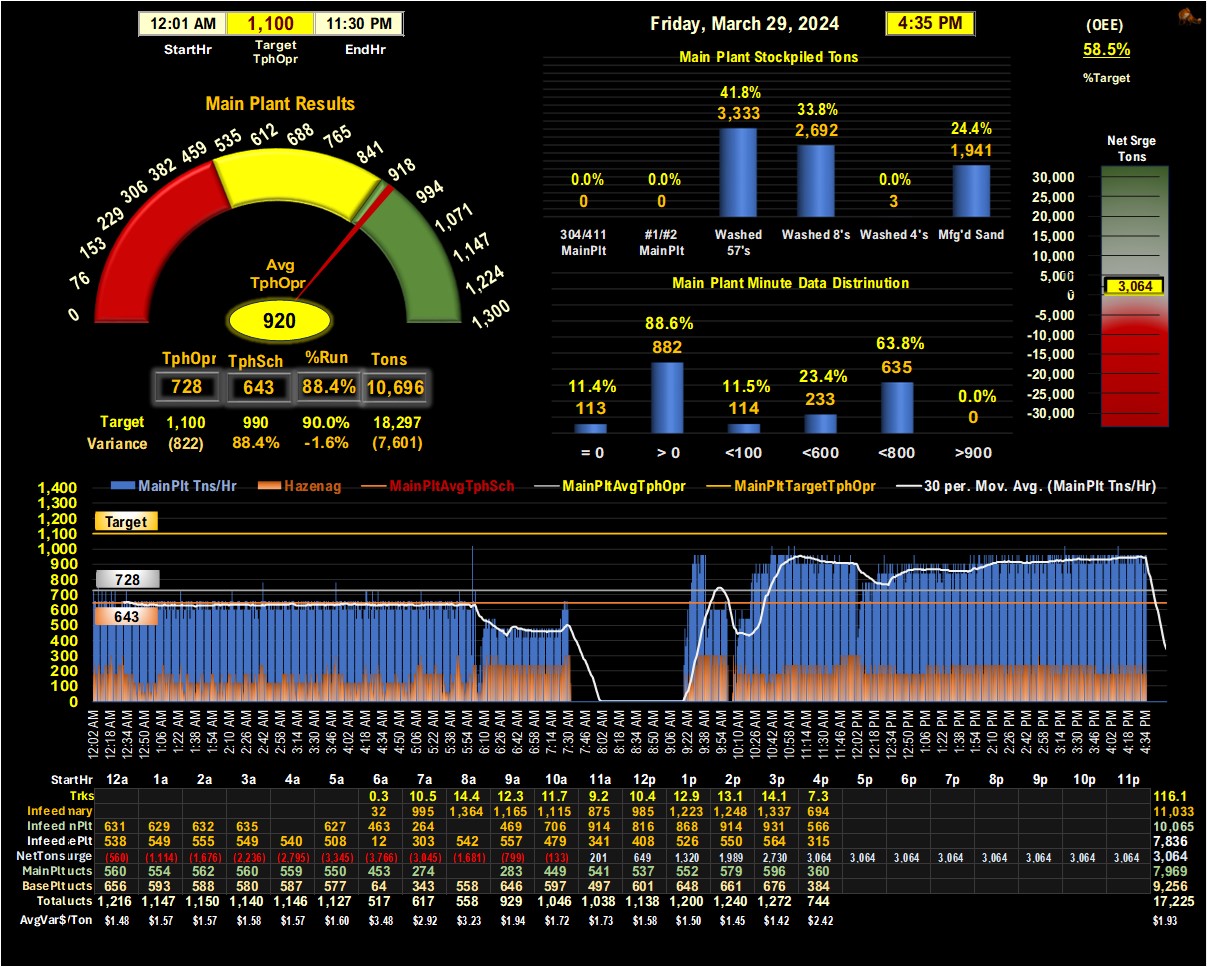 12:01 AM 1,100 11:30 PM
StartHr Target TphOpr EndHr
Friday, March 29, 2024 4:35 PM
(OEE)
58.5%
%Target
Main Plant Results
0 76 153 229 306 382 459 535 612 688 765 841 918 994 1,071 1,147 1,224 1,300
Avg
TphOpr
920
TphOpr TphSch %Run Tons
728 643 88.4% 10,696
Target 1,100 990 90.0% 18,297
Variance (822) 88.4% -1.6% (7,601)
Main Plant Stockpiled Tons
0.0% 0.0% 41.8% 33.8% 0.0% 24.4%
0 0 3,333 2,692 3 1,941
304/411 MainPlt #1/#2 MainPlt Washed 57's Washed 8's Washed 4's Mfg'd Sand
Main Plant Minute Data Distrinution
11.4% 88.6% 11.5% 23.4% 63.8% 0.0%
113 882 114 233 635 0
= 0 > 0 <100 <600 <800 >900
Net Srge
Tons
30,000
25,000
20,000
15,000
10,000
5,000
3,064
0
-5,000
-10,000
-15,000
-20,000
-25,000
-30,000
MainPlt Tns/Hr Hazenag MainPltAvgTphSch MainPltAvgTphOpr MainPltTargetTphOpr 30 per. Mov. Avg. (MainPlt Tns/Hr)
1,400
1,300
1,200
Target
1,100
1,000
900
800
728
700
600
643
500
400
300
200
100
0
12:02 AM 12:18 AM 12:34 AM 12:50 AM 1:06 AM 1:22 AM 1:38 AM 1:54 AM 2:10 AM 2:26 AM 2:42 AM 2:58 AM 3:14 AM 3:30 AM 3:46 AM 4:02 AM 4:18 AM 4:34 AM 4:50 AM 5:06 AM 5:22 AM 5:38 AM 5:54 AM 6:10 AM 6:26 AM 6:42 AM 6:58 AM 7:14 AM 7:30 AM 7:46 AM 8:02 AM 8:18 AM 8:34 AM 8:50 AM 9:06 AM 9:22 AM 9:38 AM 9:54 AM 10:10 AM 10:26 AM 10:42 AM 10:58 AM 11:14 AM 11:30 AM 11:46 AM 12:02 PM 12:18 PM 12:34 PM 12:50 PM 1:06 PM 1:22 PM 1:38 PM 1:54 PM 2:10 PM 2:26 PM 2:42 PM 2:58 PM 3:14 PM 3:30 PM 3:46 PM 4:02 PM 4:18 PM 4:34 PM
StartHr 12a 1a 2a 3a 4a 5a 6a 7a 8a 9a 10a 11a 12p 1p 2p 3p 4p 5p 6p 7p 8p 9p 10p 11p
Trks 0.3 10.5 14.4 12.3 11.7 9.2 10.4 12.9 13.1 14.1 7.3 116.1
Infeed mary 32 995 1,364 1,165 1,115 875 985 1,223 1,248 1,337 694 11,033
Infeed nPlt 631 629 632 635 627 463 264 469 706 914 816 868 914 931 566 10,065
Infeed ePlt 538 549 555 549 540 508 12 303 542 557 479 341 408 526 550 564 315 7,836
NetTonsurge (560) (1,114) (1,676) (2,236) (2,795) (3,345) (3,766) (3,045) (1,681) (799) (133) 201 649 1,320 1,989 2,730 3,064 3,064 3,064 3,064 3,064 3,064 3,064 3,064 3,064
MainPlt ucts 560 554 562 560 559 550 453 274 283 449 541 537 552 579 596 360 7,969
BasePlt ucts 656 593 588 580 587 577 64 343 558 646 597 497 601 648 661 676 384 9,256
Total ucts 1,216 1,147 1,150 1,140 1,146 1,127 517 617 558 929 1,046 1,038 1,138 1,200 1,240 1,272 744 17,225
AvgVar$/Ton $1.48 $1.57 $1.57 $1.58 $1.57 $1.60 $3.48 $2.92 $3.23 $1.94 $1.72 $1.73 $1.58 $1.50 $1.45 $1.42 $2.42 $1.93